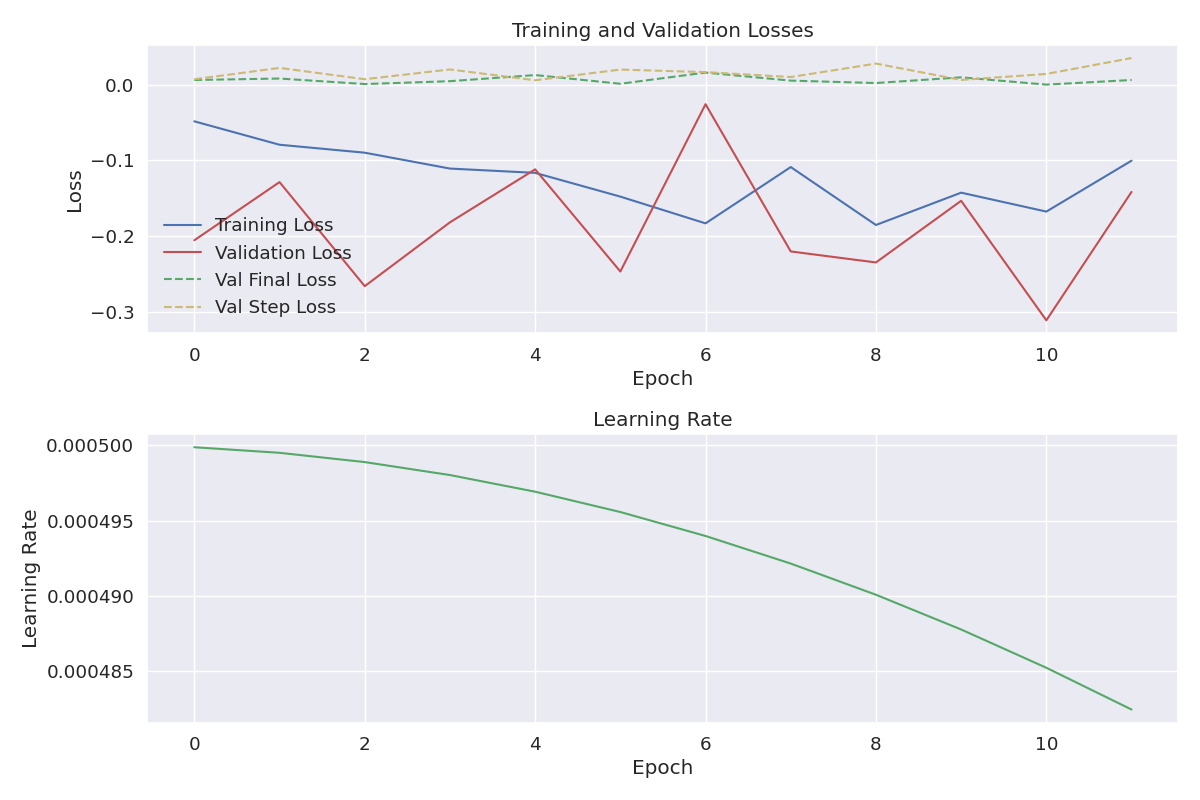 Training and Validation Losses
0.0
−0.1
−0.2
−0.3
Loss
Training Loss
Validation Loss
Val Final Loss
Val Step Loss
0 2 4 6 8 10
Epoch
Learning Rate
0.000500
0.000495
0.000490
0.000485
Learning Rate
0 2 4 6 8 10
Epoch